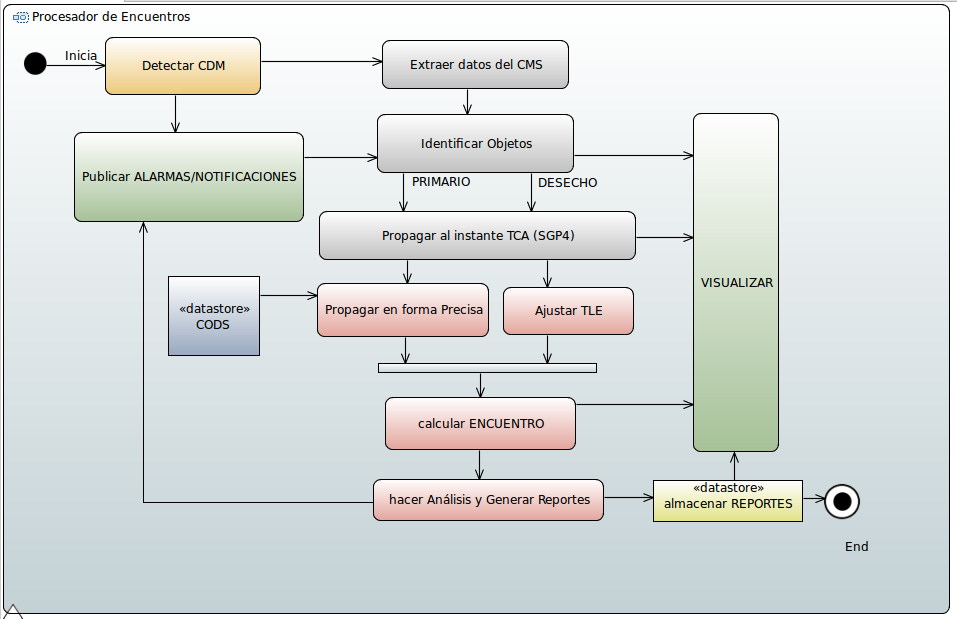 Procesador de Encuentros
Inicia
Detectar CDM
Extraer datos del CMS
Identificar Objetos
Publicar ALARMAS/NOTIFICACIONES
PRIMARIO
DESECHO
Propagar al instante TCA (SGP4)
VISUALIZAR
«datastore»
CODS
Propagar en forma Precisa
Ajustar TLE
calcular ENCUENTRO
hacer Análisis y Generar Reportes
«datastore»
almacenar REPORTES
End